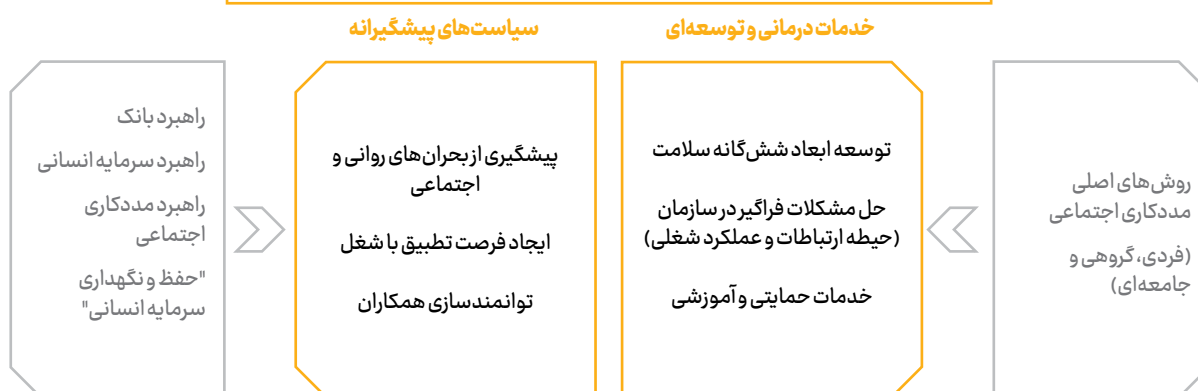 خدمات درمانی و توسعه‌ای
سیاست‌های پیشگیرانه
روش‌های اصلی
مددکاری اجتماعی
(فردی، گروهی و
جامعه‌ای)
توسعه ابعاد شش‌گانه سلامت
حل مشکلات فراگیر در سازمان
(حیطه ارتباطات و عملکرد شغلی)
خدمات حمایتی و آموزشی
پیشگیری از بحران‌های روانی و
اجتماعی
ایجاد فرصت تطبیق با شغل
توانمندسازی همکاران
راهبرد بانک
راهبرد سرمایه انسانی
راهبرد مددکاری
اجتماعی
"حفظ و نگهداری
سرمایه انسانی"